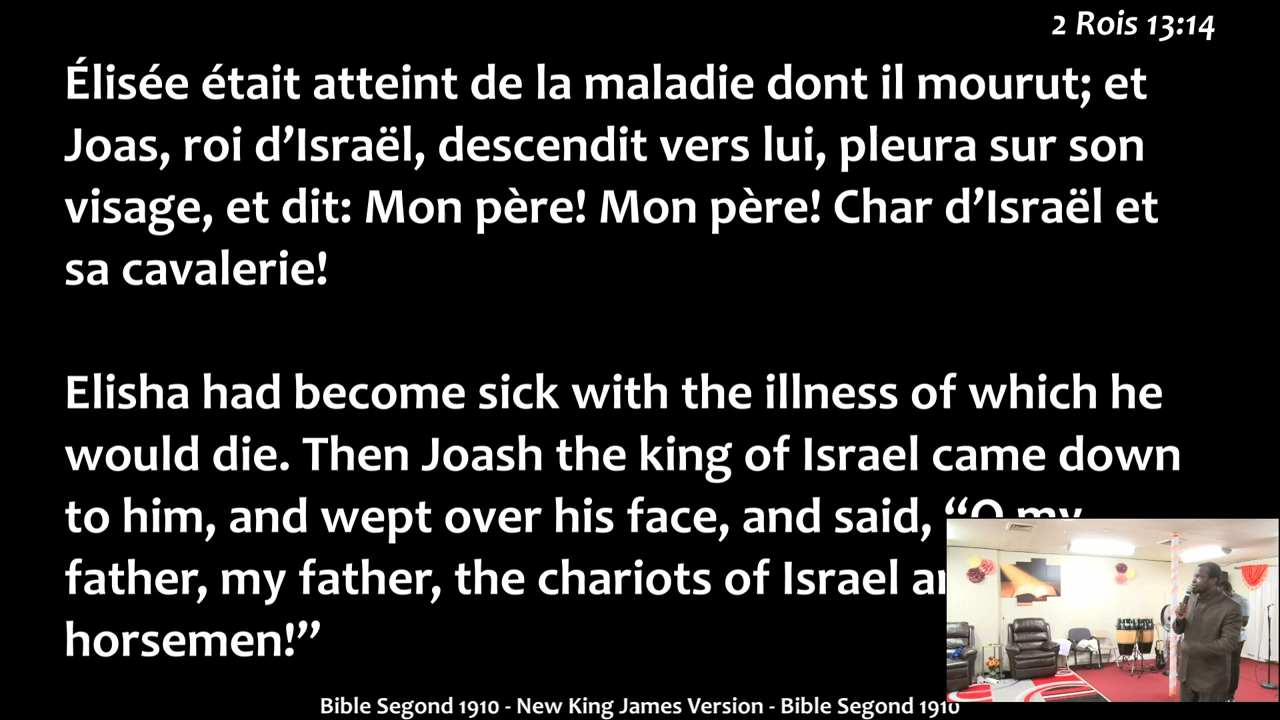 2 Rois 13:14
Élisée était atteint de la maladie dont il mourut; et
Joas, roi d’Israël, descendit vers lui, pleura sur son
visage, et dit: Mon père! Mon père! Char d’Israël et
sa cavalerie!
Elisha had become sick with the illness of which he
would die. Then Joash the king of Israel came down
to him, and wept over his face, and said, “O my
father, my father, the chariots of Israel
horsemen!”
Bible Segond 1910 - New King James Version - Bible Segond 1910